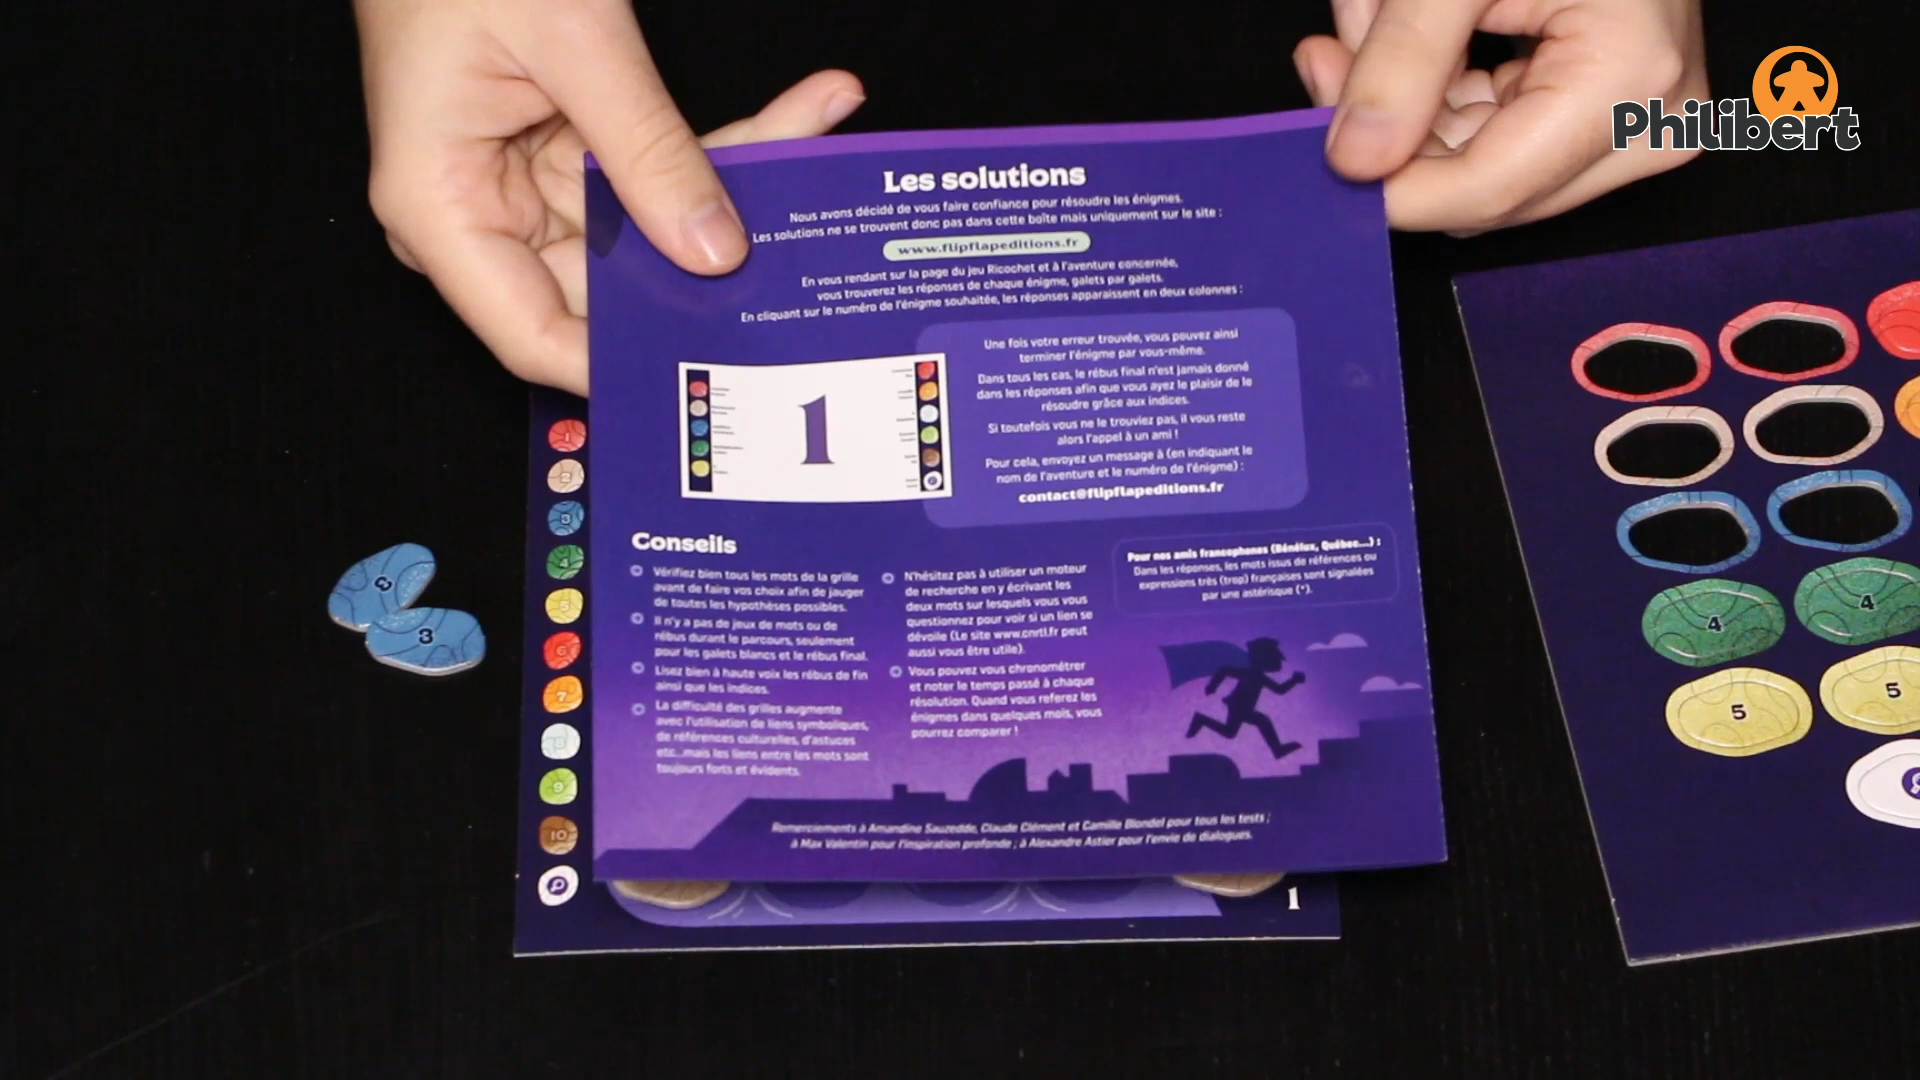 Philibert
Les solutions
Nous avons décidé de vous faire confiance pour résoudre les énigmes.
Les solutions ne se trouvent donc pas dans cette boîte mais uniquement sur le site :
www.flipflapeditions.fr
En vous rendant sur la page du jeu Ricochet et à l'aventure concernée,
vous trouverez les réponses de chaque énigme, galets par galets.
En cliquant sur le numéro de l'énigme souhaitée, les réponses apparaissent en deux colonnes :
1
Une fois votre erreur trouvée, vous pouvez ainsi
terminer l'énigme par vous-même.
Dans tous les cas, le rébus final n'est jamais donné
dans les réponses afin que vous ayez le plaisir de le
résoudre grâce aux indices.
Si toutefois vous ne le trouviez pas, il vous reste
alors l'appel à un ami !
Pour cela, envoyez un message à (en indiquant le
nom de l'aventure et le numéro de l'énigme) :
contact@flipflapeditions.fr
Conseils
Vérifiez bien tous les mots de la grille
avant de faire vos choix afin de jauger
de toutes les hypothèses possibles.
Il n'y a pas de jeux de mots ou de
rébus durant le parcours, seulement
pour les galets blancs et le rébus final.
Lisez bien à haute voix les rébus de fin
ainsi que les indices.
La difficulté des grilles augmente
avec l'utilisation de liens symboliques,
de références culturelles, d'astuces
etc...mais les liens entre les mots sont
toujours forts et évidents.
N'hésitez pas à utiliser un moteur
de recherche en y écrivant les
deux mots sur lesquels vous vous
questionnez pour voir si un lien se
dévoile (Le site www.cnrtl.fr peut
aussi vous être utile).
Vous pouvez vous chronométrer
et noter le temps passé à chaque
résolution. Quand vous referez les
énigmes dans quelques mois, vous
pourrez comparer !
Pour nos amis francophones (Bénélux, Québec...) :
Dans les réponses, les mots issus de références ou
expressions très (trop) françaises sont signalées
par une astérisque (*).
Remerciements à Amandine Sauzedde, Claude Clément et Camille Blondel pour tous les tests ;
à Max Valentin pour l'inspiration profonde ; à Alexandre Astier pour l'envie de dialogues.
1
2
3
4
5
6
7
8
9
10
1
3
3
4
4
5
5